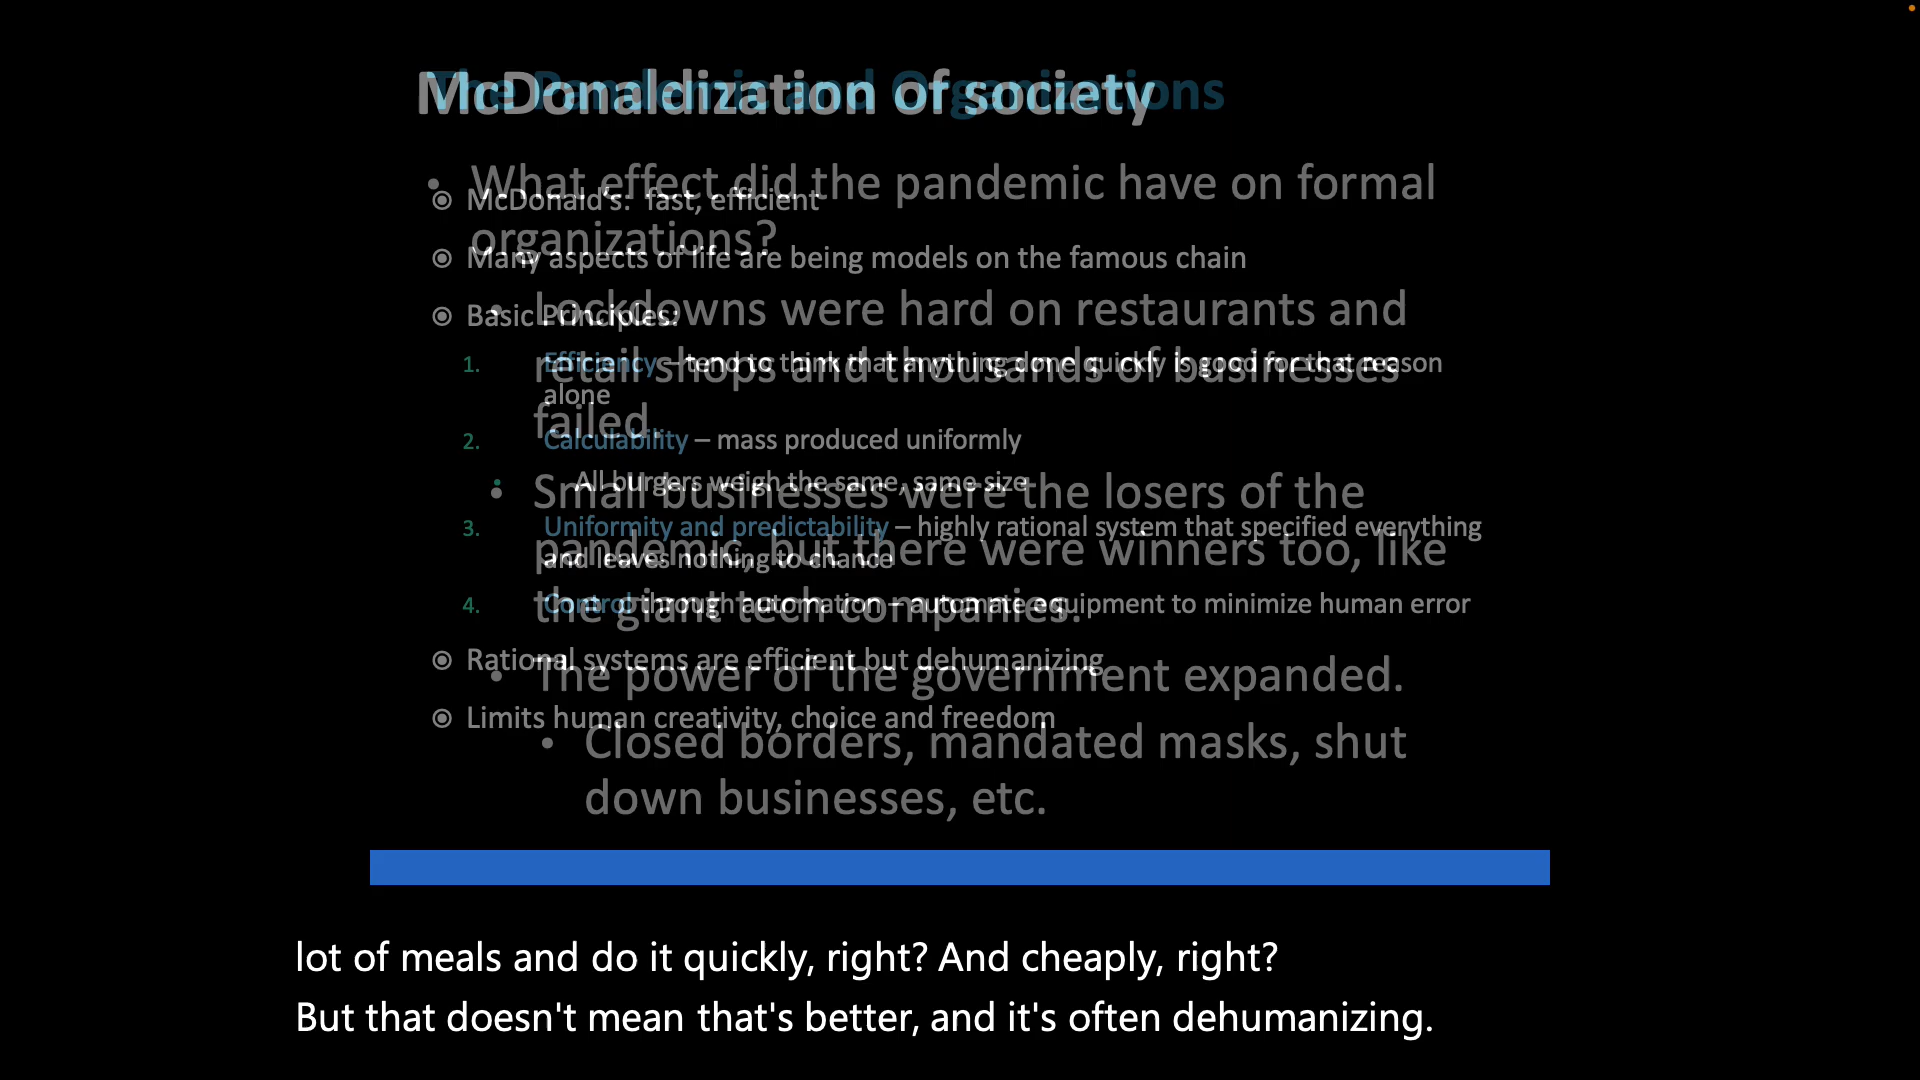 McDonaldization of society
McDonald's: fast, efficient
Many aspects of life are being models on the famous chain
Basic Principles:
1. Efficiency – tend to think that anything done quickly is good for that reason
alone
2. Calculability – mass produced uniformly
All burgers weigh the same, same size
3. Uniformity and predictability – highly rational system that specified everything
and leaves nothing to chance
4. Control through automation – automate equipment to minimize human error
Rational systems are efficient but dehumanizing
Limits human creativity, choice and freedom
The Pandemic and Organizations
• What effect did the pandemic have on formal
organizations?
• Lockdowns were hard on restaurants and
retail shops and thousands of businesses
failed.
• Small businesses were the losers of the
pandemic, but there were winners too, like
the giant tech companies.
• The power of the government expanded.
• Closed borders, mandated masks, shut
down businesses, etc.
lot of meals and do it quickly, right? And cheaply, right?
But that doesn't mean that's better, and it's often dehumanizing.